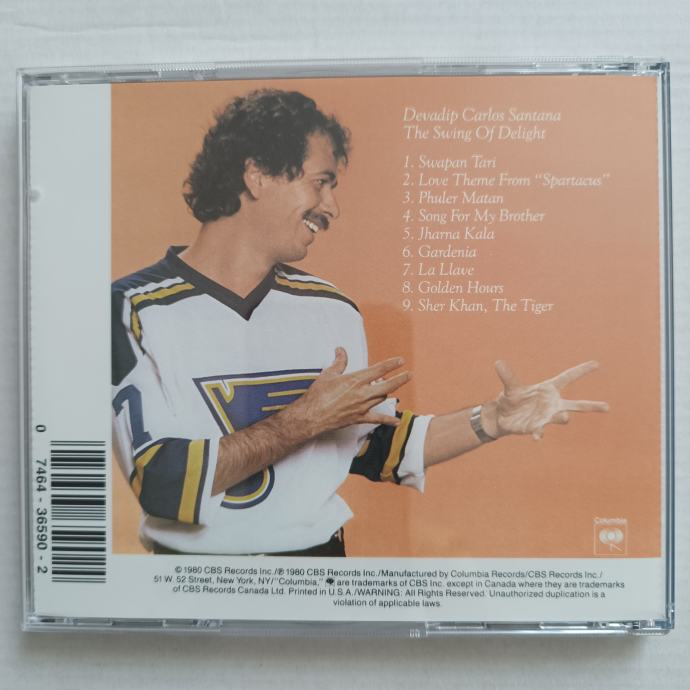 Devadip Carlos Santana
The Swing Of Delight
1. Swapan Tari
2. Love Theme From "Spartacus"
3. Phuler Matan
4. Song For My Brother
5. Jharna Kala
6. Gardenia
7. La Llave
8. Golden Hours
9. Sher Khan, The Tiger
1
0 7464-36590-2
Columbia
© 1980 CBS Records Inc./℗ 1980 CBS Records Inc./Manufactured by Columbia Records/CBS Records Inc./
51 W. 52 Street, New York, NY/"Columbia," are trademarks of CBS Inc. except in Canada where they are trademarks
of CBS Records Canada Ltd. Printed in U.S.A./WARNING: All Rights Reserved. Unauthorized duplication is a
violation of applicable laws.